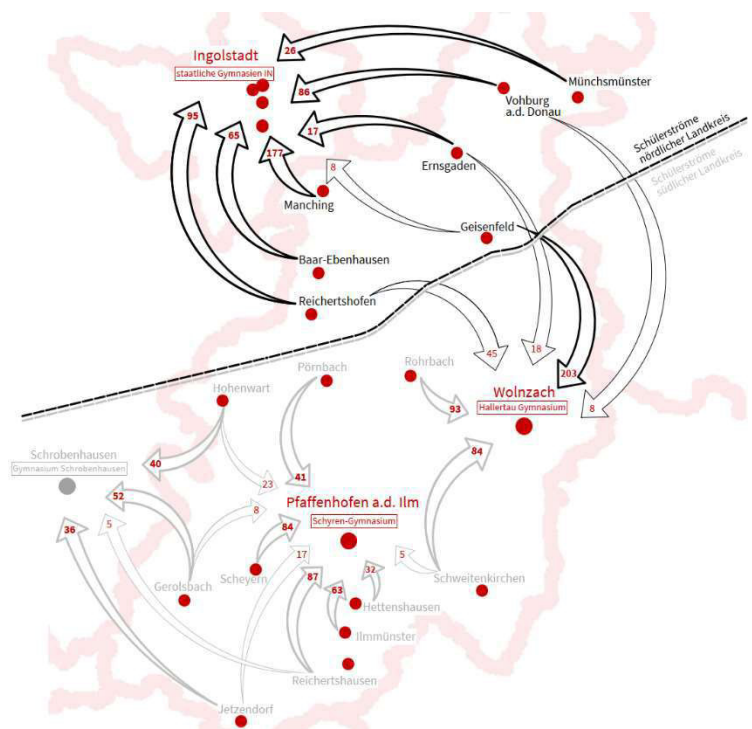 Ingolstadt
staatliche Gymnasien IN
26
Münchsmünster
86
Vohburg
a.d. Donau
95
65
17
177
Ernsgaden
8
Manching
Schülerströme
nördlicher Landkreis
Schülerströme
südlicher Landkreis
Geisenfeld
Baar-Ebenhausen
Reichertshofen
45
18
203
8
Pörnbach
Rohrbach
Hohenwart
Wolnzach
Hallertau Gymnasium
93
Schrobenhausen
Gymnasium Schrobenhausen
40
23
41
84
52
8
36
5
Pfaffenhofen a.d. Ilm
Schyren-Gymnasium
84
17
87
63
32
5
Gerolsbach
Scheyern
Schweitenkirchen
Hettenshausen
Ilmmünster
Reichertshausen
Jetzendorf